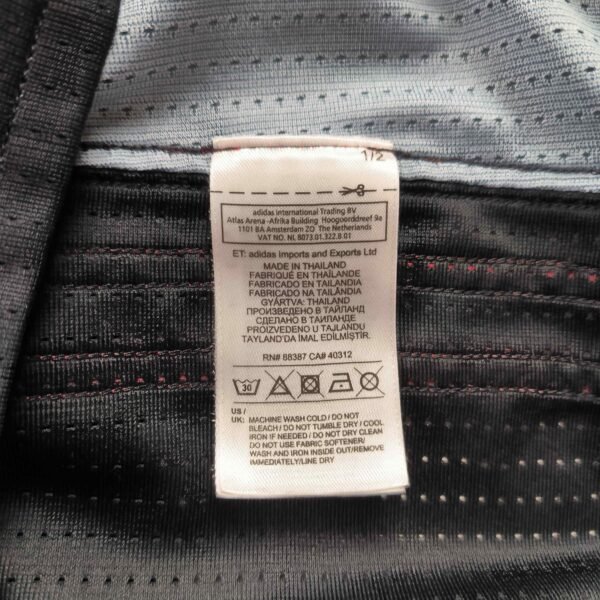 1/2
adidas International Trading BV
Atlas Arena -Afrika Building Hoogoorddreef 9a
1101 BA Amsterdam ZO The Netherlands
VAT NO. NL 8073.01.322.B.01
ET: adidas Imports and Exports Ltd
MADE IN THAILAND
FABRIQUÉ EN THAÏLANDE
FABRICADO EN TAILANDIA
FABRICADO NA TAILÂNDIA
GYÁRTVA: THAIFOLD
ПРОИЗВЕДЕНО В ТАЙЛАНД
СДЕЛАНО В ТАИЛАНДЕ
PROIZVEDENO U TAJLANDU
TAYLAND'DA İMAL EDİLMİŞTİR.
RN# 88387 CA# 40312
30
US /
UK: MACHINE WASH COLD / DO NOT
BLEACH / DO NOT TUMBLE DRY / COOL
IRON IF NEEDED / DO NOT DRY CLEAN
DO NOT USE FABRIC SOFTENER/
WASH AND IRON INSIDE OUT/REMOVE
IMMEDIATELY/LINE DRY